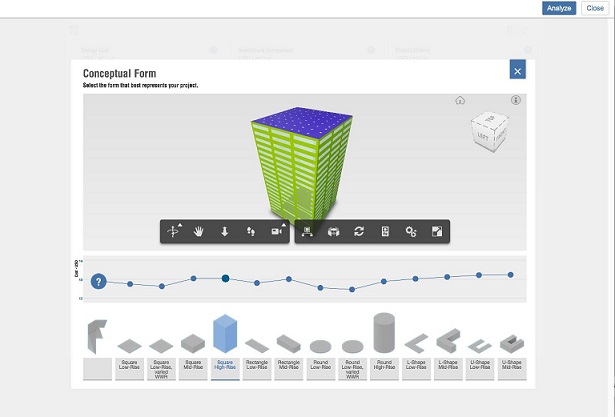 Analyze
Close
Conceptual Form
Select the form that best represents your project.
TOP
LEFT
?
Square
Low-Rise
Square
Low-Rise,
varied
WWR
Square
Mid-Rise
Square
High-Rise
Rectangle
Low-Rise
Rectangle
Mid-Rise
Round
Low-Rise
Round
Low-Rise,
varied
WWR
Round
High-Rise
L-Shape
Low-Rise
L-Shape
Mid-Rise
U-Shape
Low-Rise
U-Shape
Mid-Rise